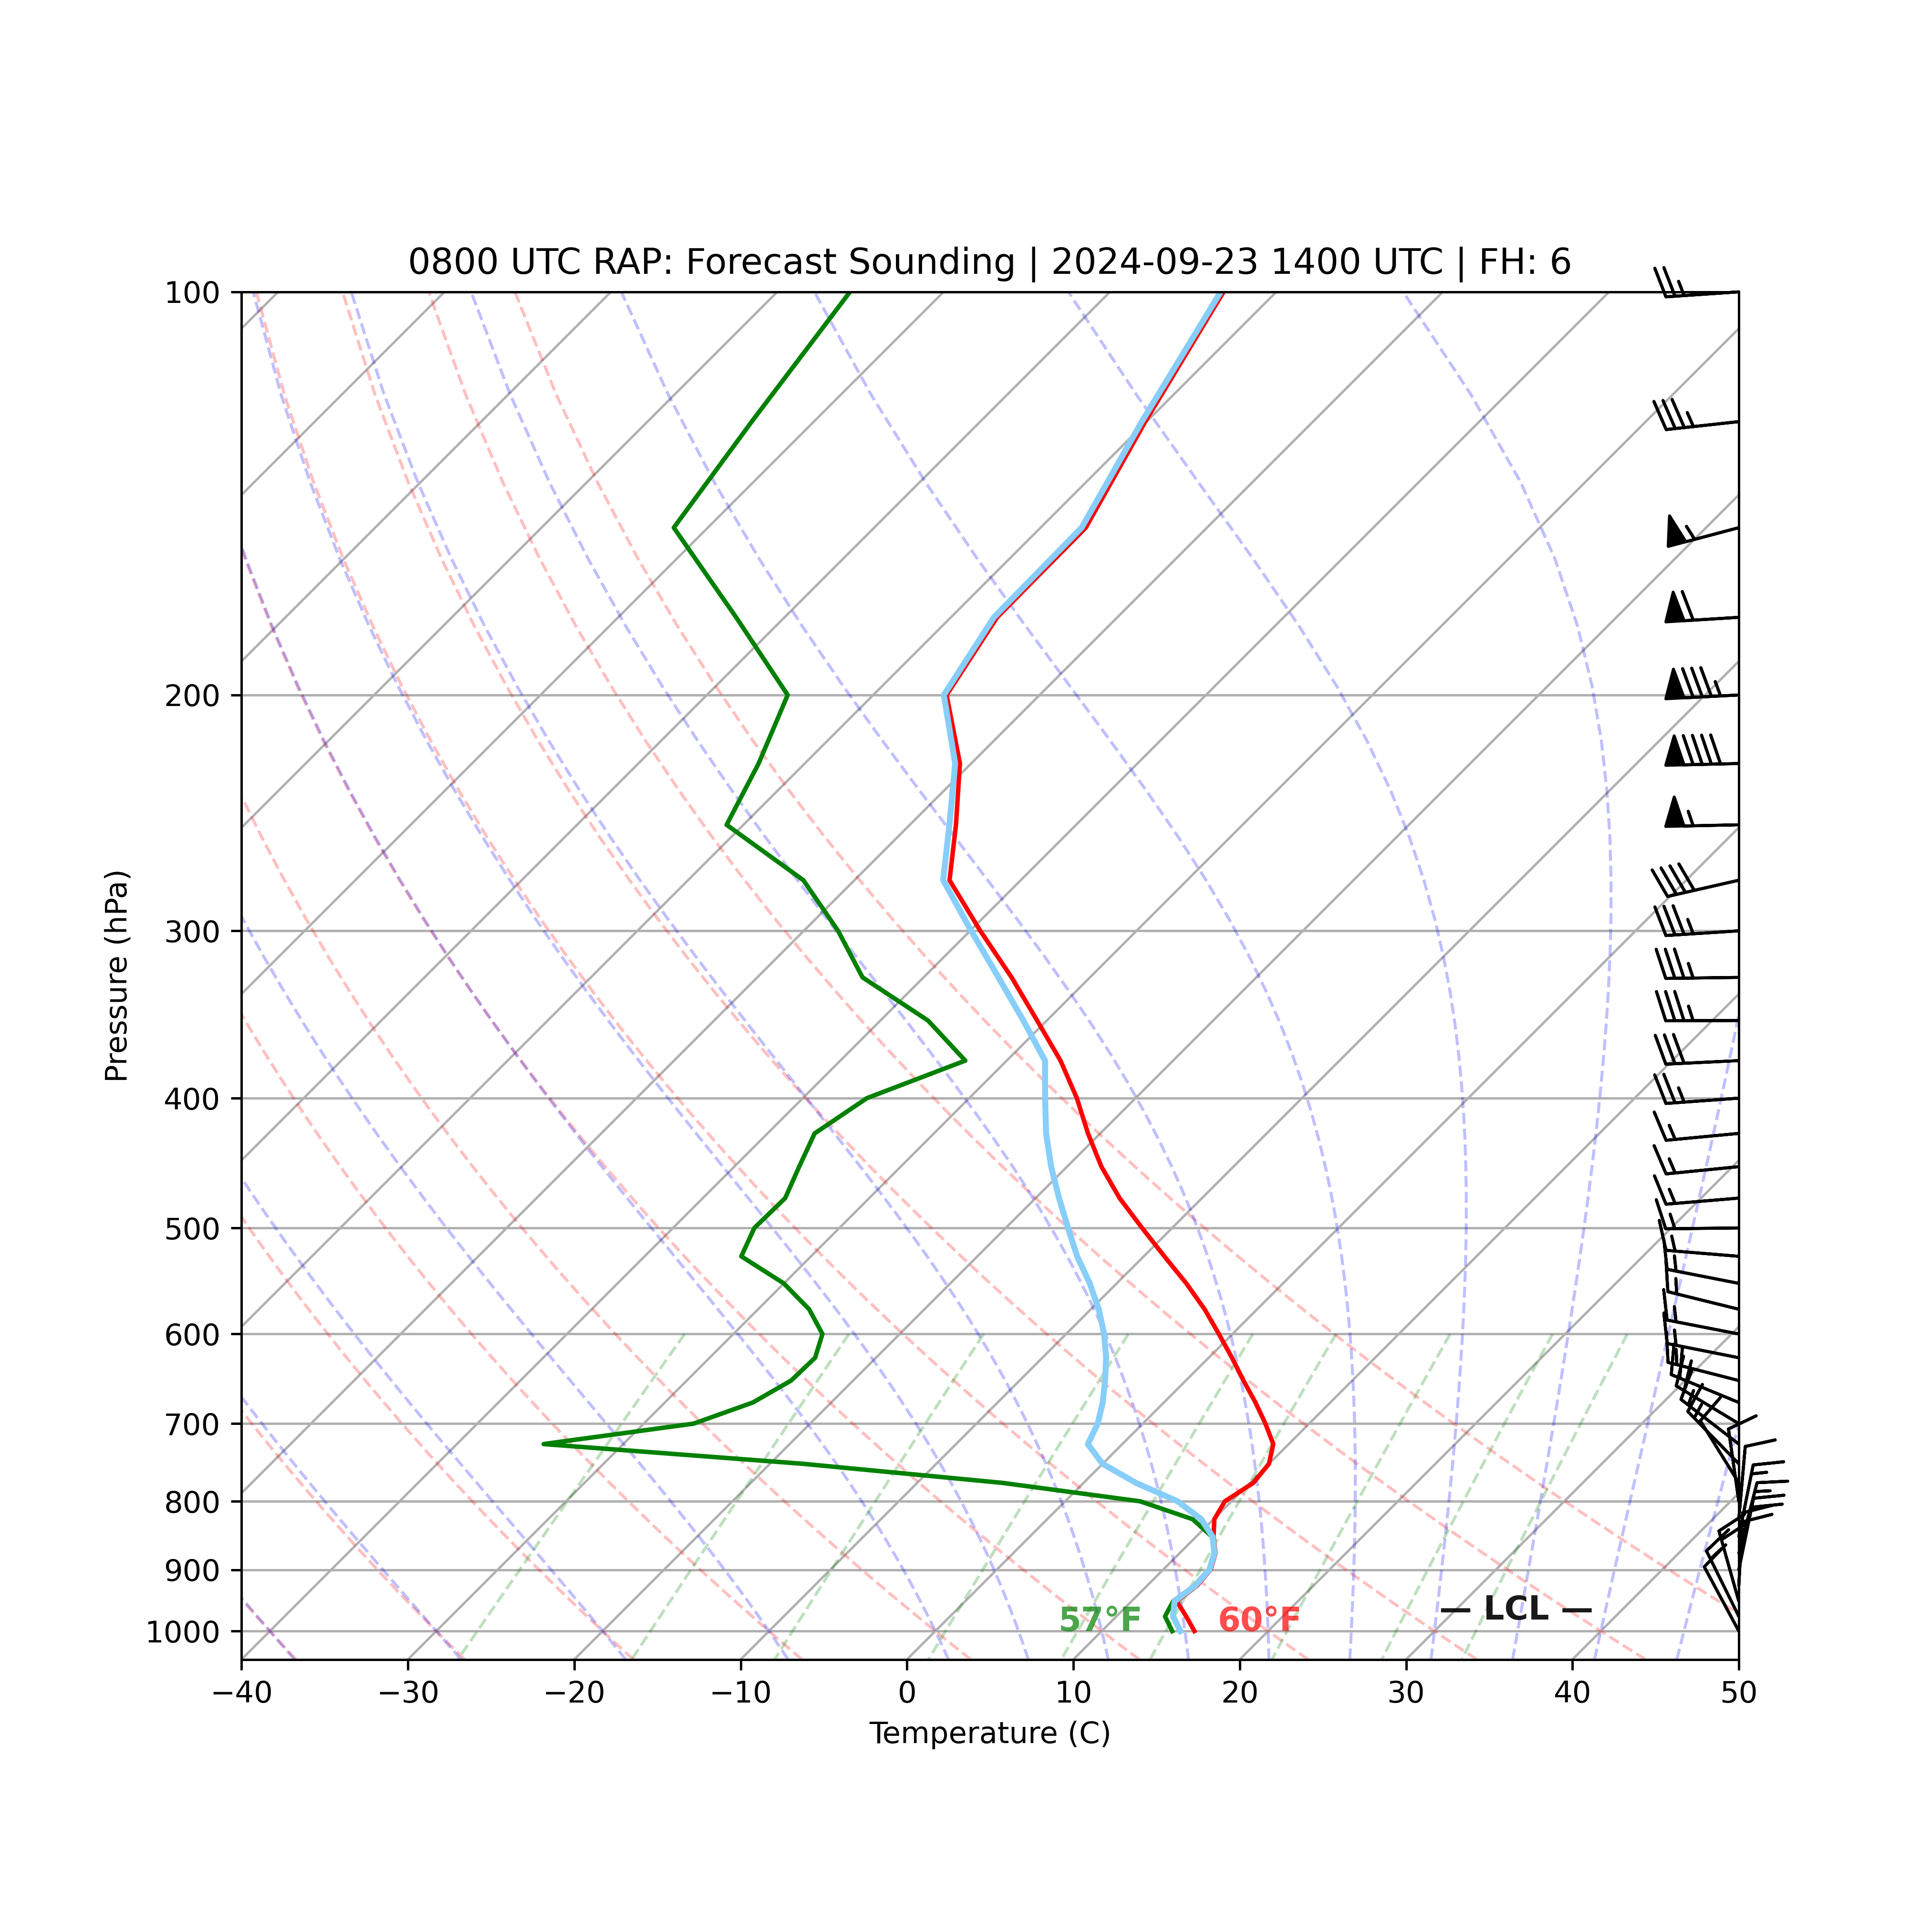 0800 UTC RAP: Forecast Sounding | 2024-09-23 1400 UTC | FH: 6
100
200
300
400
500
600
700
800
900
1000
Pressure (hPa)
57°F
60°F
— LCL —
−40 −30 −20 −10 0 10 20 30 40 50
Temperature (C)